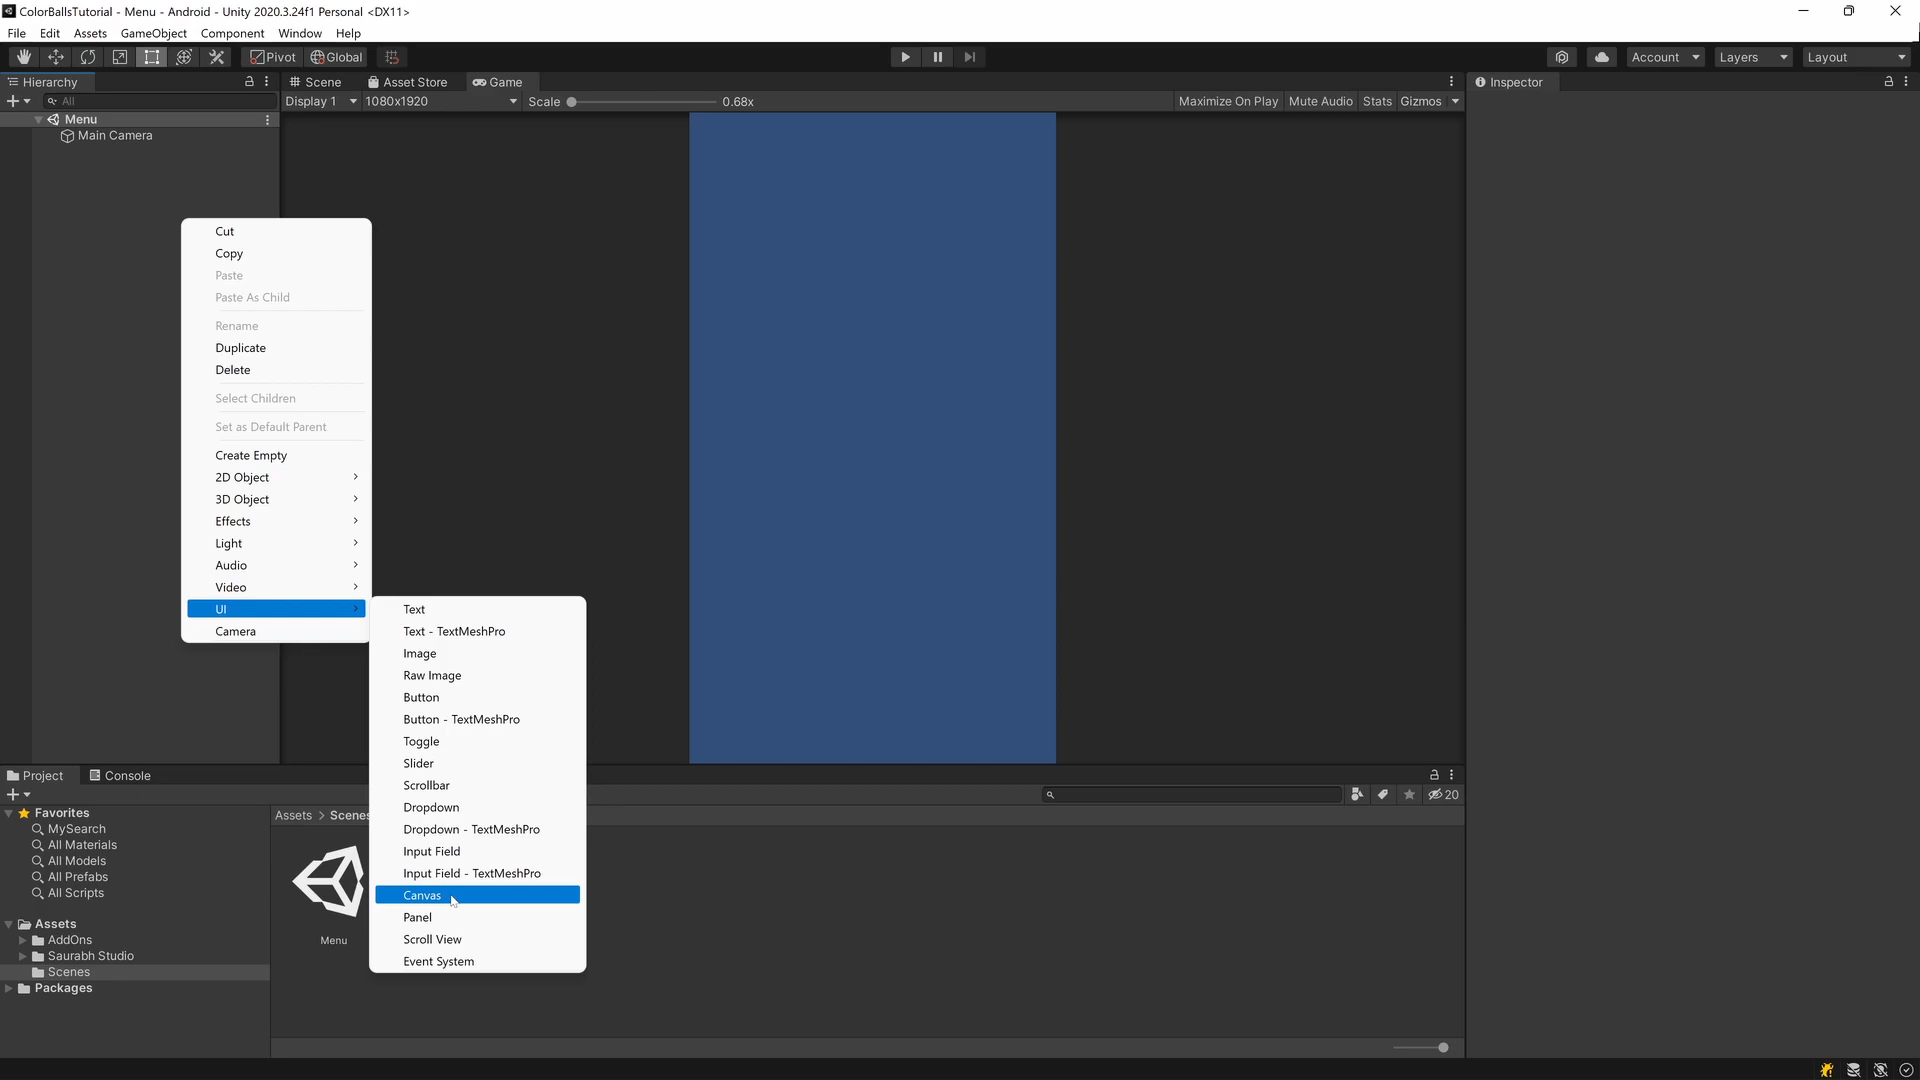 ColorBallsTutorial - Menu - Android - Unity 2020.3.24f1 Personal <DX11>
File Edit Assets GameObject Component Window Help
Pivot Global Account Layers Layout
Hierarchy Scene Asset Store Game Inspector
All Display 1 1080x1920 Scale 0.68x Maximize On Play Mute Audio Stats Gizmos
Menu
Main Camera
Cut
Copy
Paste
Paste As Child
Rename
Duplicate
Delete
Select Children
Set as Default Parent
Create Empty
2D Object
3D Object
Effects
Light
Audio
Video
UI
Camera
Text
Text - TextMeshPro
Image
Raw Image
Button
Button - TextMeshPro
Toggle
Slider
Scrollbar
Dropdown
Dropdown - TextMeshPro
Input Field
Input Field - TextMeshPro
Canvas
Panel
Scroll View
Event System
Project Console
20
Favorites
MySearch
All Materials
All Models
All Prefabs
All Scripts
Assets
AddOns
Saurabh Studio
Scenes
Packages
Assets > Scenes
Menu